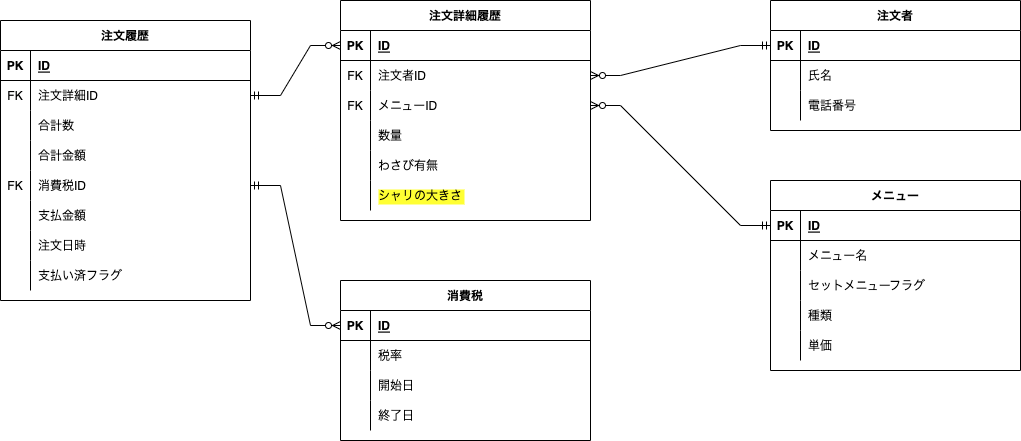 注文履歴
PK ID
FK 注文詳細ID
合計数
合計金額
FK 消費税ID
支払金額
注文日時
支払い済フラグ
注文詳細履歴
PK ID
FK 注文者ID
FK メニューID
数量
わさび有無
シャリの大きさ
消費税
PK ID
税率
開始日
終了日
注文者
PK ID
氏名
電話番号
メニュー
PK ID
メニュー名
セットメニューフラグ
種類
単価